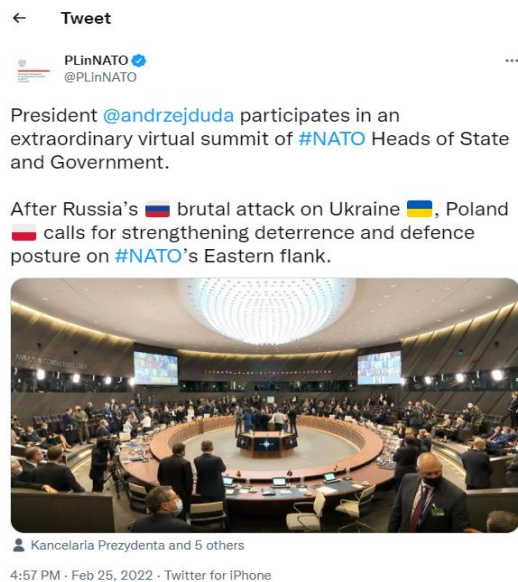 Tweet
PLinNATO
@PLinNATO
President @andrzejduda participates in an
extraordinary virtual summit of #NATO Heads of State
and Government.
After Russia’s 🇷🇺 brutal attack on Ukraine 🇺🇦, Poland
🇵🇱 calls for strengthening deterrence and defence
posture on #NATO’s Eastern flank.
Kancelaria Prezydenta and 5 others
4:57 PM · Feb 25, 2022 · Twitter for iPhone